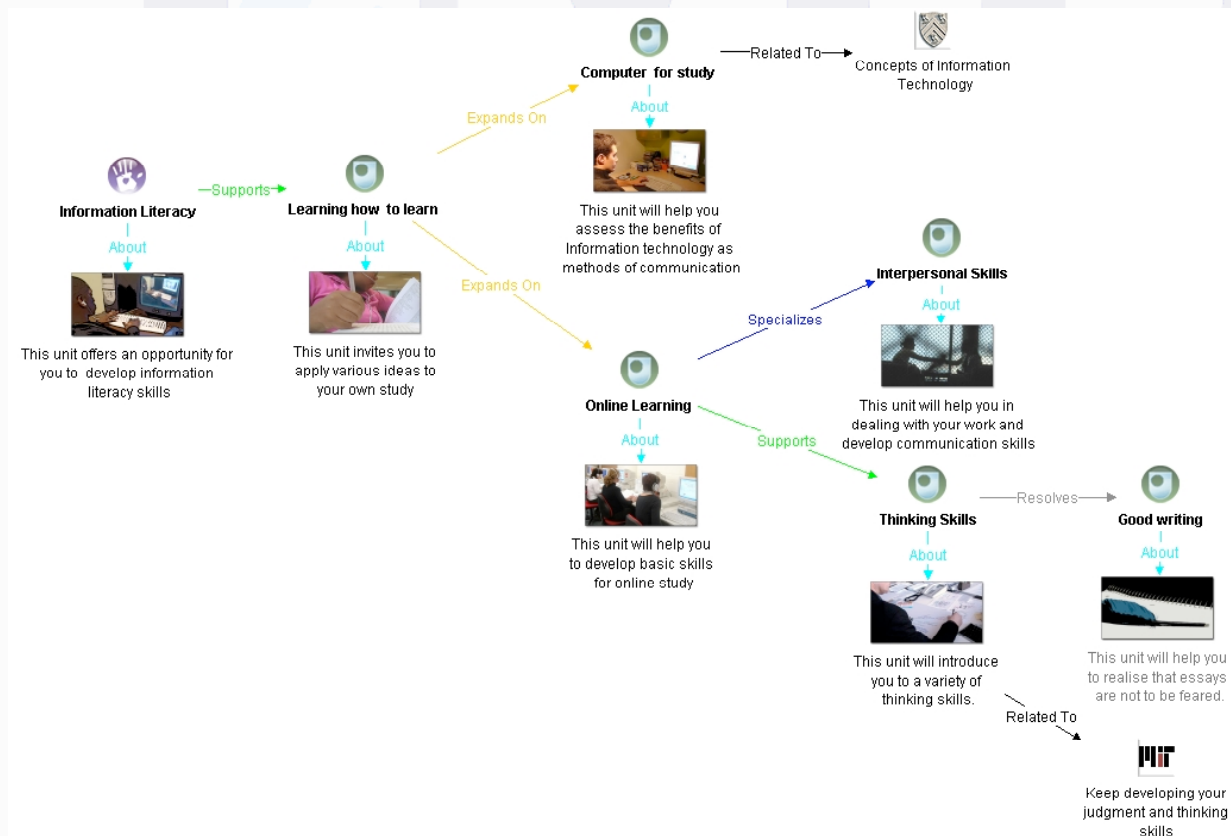 Computer for study
Related To
Concepts of Information
Technology
About
Expands On
This unit will help you
assess the benefits of
Information technology as
methods of communication
Information Literacy
Supports
Learning how to learn
About
This unit offers an opportunity for
you to develop information
literacy skills
About
This unit invites you to
apply various ideas to
your own study
Expands On
Online Learning
About
This unit will help you
to develop basic skills
for online study
Specializes
Interpersonal Skills
About
This unit will help you in
dealing with your work and
develop communication skills
Supports
Thinking Skills
About
This unit will introduce
you to a variety of
thinking skills.
Resolves
Good writing
About
This unit will help you
to realise that essays
are not to be feared.
Related To
MIT
Keep developing your
judgment and thinking
skills